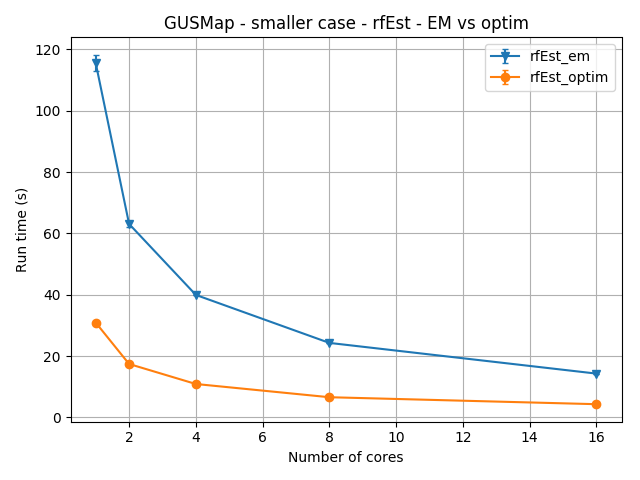 GUSMap - smaller case - rfEst - EM vs optim
rfEst_em
rfEst_optim
120
100
80
60
40
20
0
Run time (s)
2 4 6 8 10 12 14 16
Number of cores